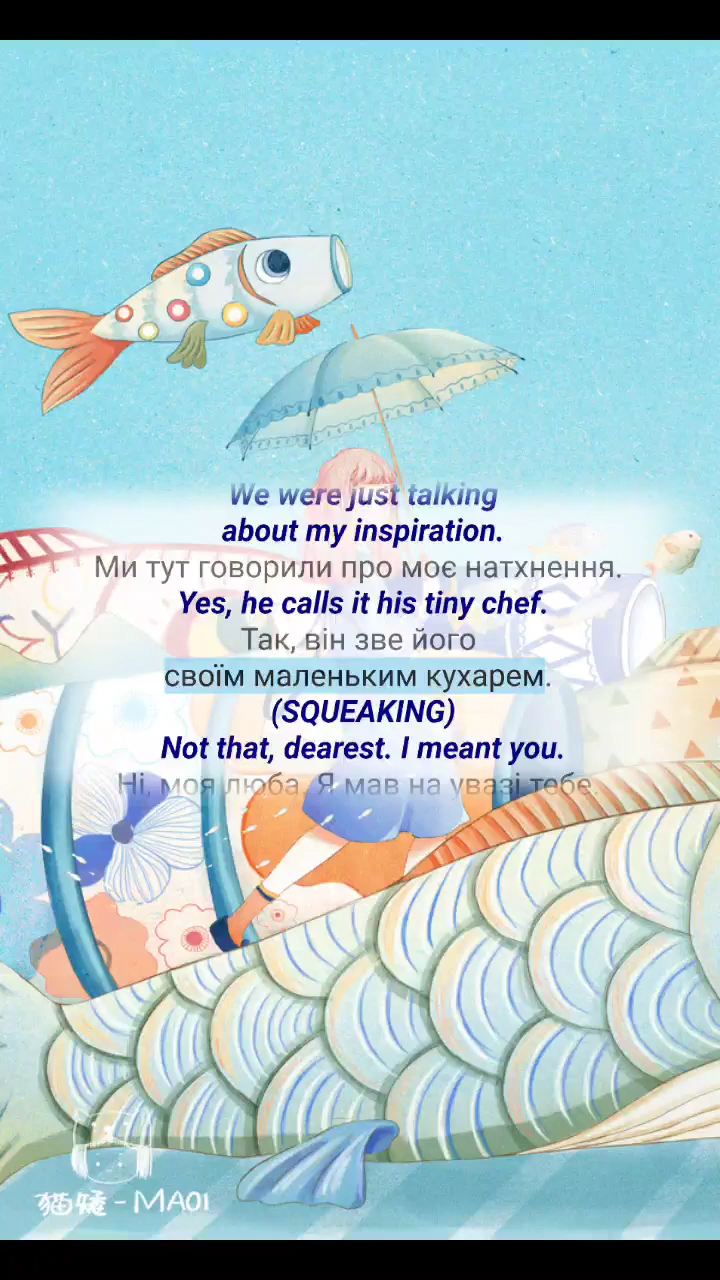 We were just talking
about my inspiration.
Ми тут говорили про моє натхнення.
Yes, he calls it his tiny chef.
Так, він зве його
своїм маленьким кухарем.
(SQUEAKING)
Not that, dearest. I meant you.
Ні, моя люба. Я мав на увазі тебе.
猫𡡷-MAOI